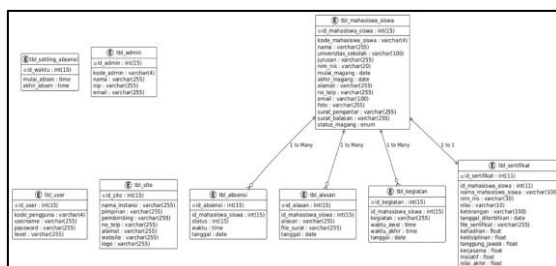 E tbl_mahasiswa_siswa
id_mahasiswa_siswa : int(15)
kode_mahasiswa_siswa : varchar(4)
nama : varchar(255)
universitas_sekolah : varchar(100)
jurusan : varchar(255)
nim_nis : varchar(20)
mulai_magang : date
akhir_magang : date
alamat : varchar(255)
no_telp : varchar(255)
email : varchar(100)
foto : varchar(255)
surat_pengantar : varchar(255)
surat_balasan : varchar(255)
status_magang : enum
E tbl_setting_absensi
id_waktu : int(15)
mulai_absen : time
akhir_absen : time
E tbl_admin
id_admin : int(15)
kode_admin : varchar(4)
nama : varchar(255)
nip : varchar(255)
email : varchar(255)
1 to Many
1 to Many
1 to Many
1 to 1
E tbl_user
id_user : int(15)
kode_pengguna : varchar(4)
username : varchar(255)
password : varchar(255)
level : varchar(255)
E tbl_site
id_site : int(15)
nama_instansi : varchar(255)
pimpinan : varchar(255)
pembimbing : varchar(255)
no_telp : varchar(255)
alamat : varchar(255)
website : varchar(255)
logo : varchar(255)
E tbl_absensi
id_absensi : int(15)
id_mahasiswa_siswa : int(15)
status : int(15)
waktu : time
tanggal : date
E tbl_alasan
id_alasan : int(15)
id_mahasiswa_siswa : int(15)
alasan : varchar(255)
file_surat : varchar(255)
tanggal : date
E tbl_kegiatan
id_kegiatan : int(15)
id_mahasiswa_siswa : int(15)
waktu_awal : time
waktu_akhir : time
tanggal : date
E tbl_sertifikat
id_sertifikat : int(11)
id_mahasiswa_siswa : int(11)
nama_mahasiswa_siswa : varchar(100)
nim_nis : varchar(30)
nilai : varchar(10)
keterangan : varchar(100)
tanggal_diterbitkan : date
file_sertifikat : varchar(255)
kehadiran : float
kedisiplinan : float
tanggung_jawab : float
kerjasama : float
inisiatif : float
nilai_akhir : float